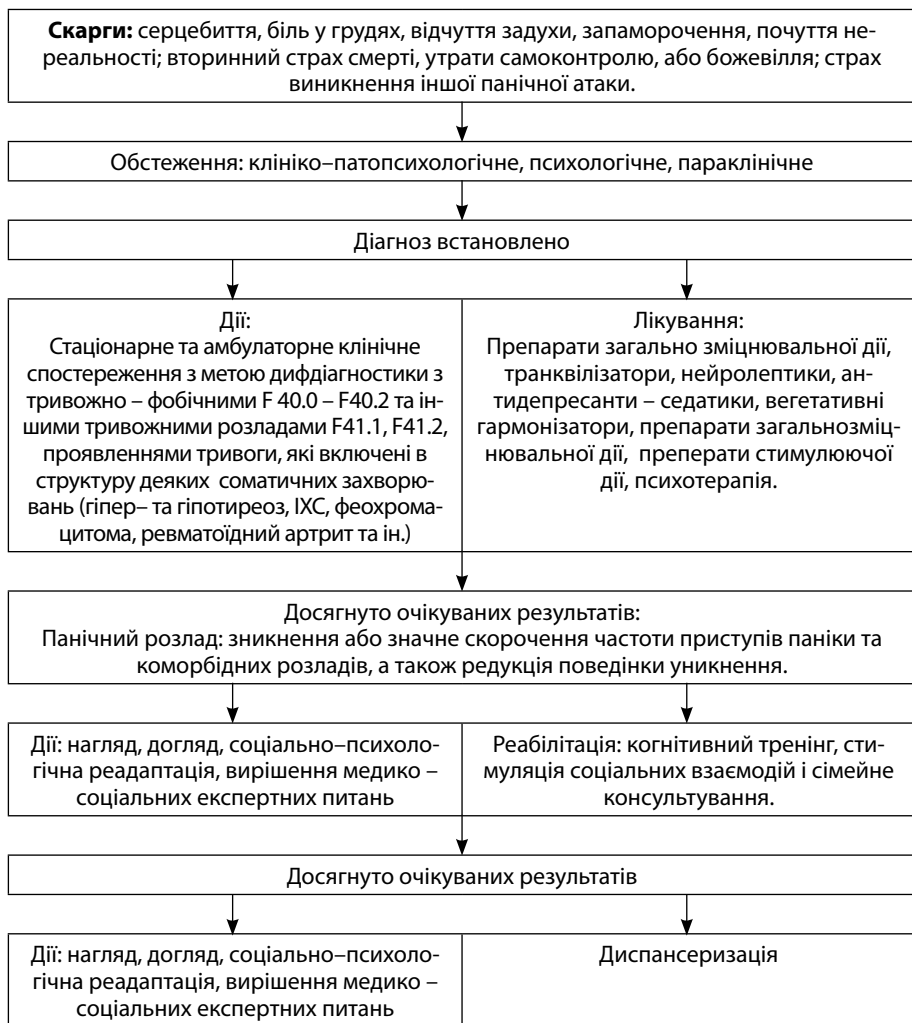 Скарги: серцебиття, біль у грудях, відчуття задухи, запаморочення, почуття не-
реальності; вторинний страх смерті, утрати самоконтролю, або божевілля; страх
виникнення іншої панічної атаки.
Обстеження: клініко–патопсихологічне, психологічне, параклінічне
Діагноз встановлено
Дії:
Стаціонарне та амбулаторне клінічне
спостереження з метою дифдіагностики з
тривожно – фобічними F 40.0 – F40.2 та ін-
шими тривожними розладами F41.1, F41.2,
проявленнями тривоги, які включені в
структуру деяких соматичних захворю-
вань (гіпер– та гіпотиреоз, ІХС, феохрома-
цитома, ревматоїдний артрит та ін.)
Лікування:
Препарати загально зміцнювальної дії,
транквілізатори, нейролептики, ан-
тидепресанти – седатики, вегетативні
гармонізатори, препарати загальнозміц-
нювальної дії, преперати стимулюючої
дії, психотерапія.
Досягнуто очікуваних результатів:
Панічний розлад: зникнення або значне скорочення частоти приступів паніки та
коморбідних розладів, а також редукція поведінки уникнення.
Дії: нагляд, догляд, соціально–психоло-
гічна реадаптація, вирішення медико –
соціальних експертних питань
Реабілітація: когнітивний тренінг, сти-
муляція соціальних взаємодій і сімейне
консультування.
Досягнуто очікуваних результатів
Дії: нагляд, догляд, соціально–психоло-
гічна реадаптація, вирішення медико –
соціальних експертних питань
Диспансеризація